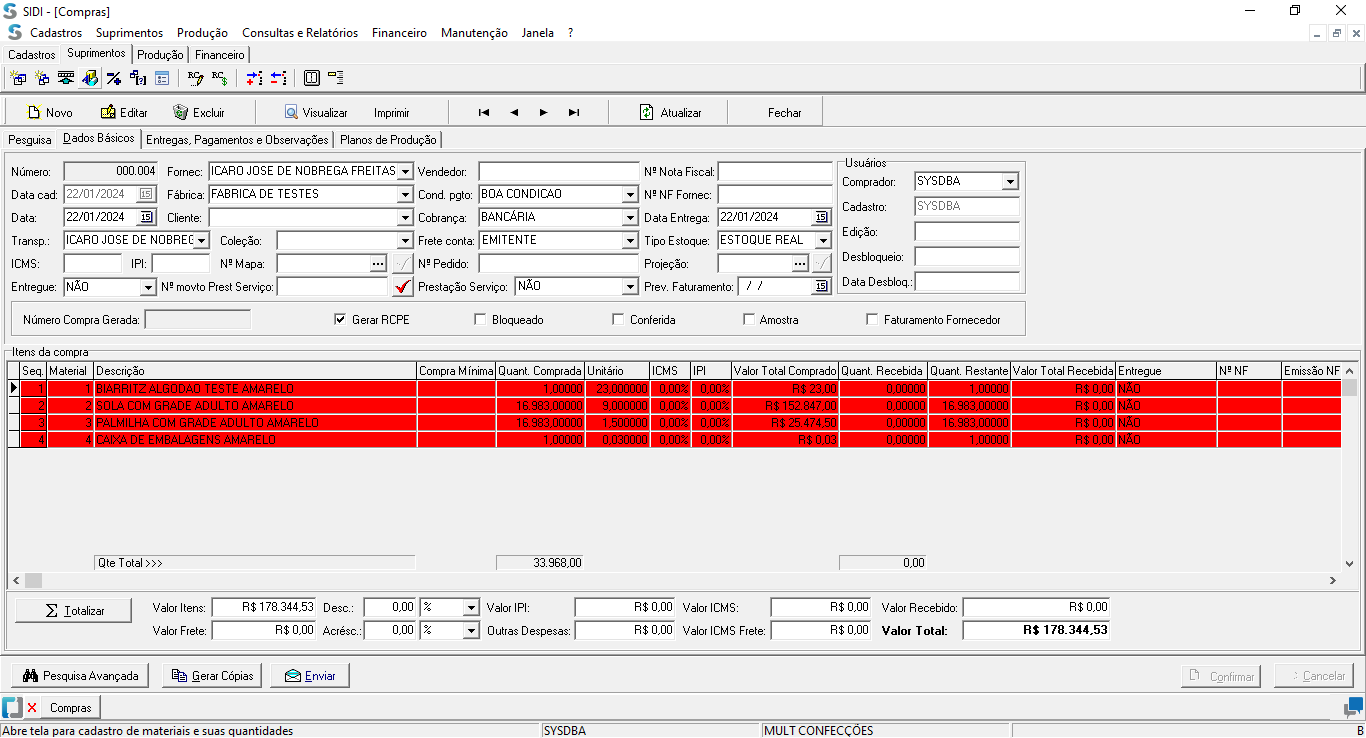 SIDI - [Compras]
Cadastros Suprimentos Produção Consultas e Relatórios Financeiro Manutenção Janela ?
Cadastros Suprimentos Produção Financeiro
Novo Editar Excluir Visualizar Imprimir Atualizar Fechar
Pesquisa Dados Básicos Entregas, Pagamentos e Observações Planos de Produção
Número: 000.004 Fornec: ICARO JOSE DE NOBREGA FREITAS Vendedor: Nº Nota Fiscal: Usuários
Comprador: SYSDBA
Data cad: 22/01/2024 15 Fábrica: FABRICA DE TESTES Cond. pgto: BOA CONDICAO Nº NF Fornec:
Cadastro: SYSDBA
Data: 22/01/2024 15 Cliente: Cobrança: BANCÁRIA Data Entrega: 22/01/2024 15
Edição:
Transp.: ICARO JOSE DE NOBREG Coleção: Frete conta: EMITENTE Tipo Estoque: ESTOQUE REAL
Desbloqueio:
ICMS: IPI: Nº Mapa: ... Nº Pedido: Projeção: ...
Data Desbloq.:
Entregue: NÃO Nº movto Prest Serviço: Prestação Serviço: NÃO Prev. Faturamento: / / 15
Número Compra Gerada: Gerar RCPE Bloqueado Conferida Amostra Faturamento Fornecedor
Itens da compra
Seq. Material Descrição Compra Mínima Quant. Comprada Unitário ICMS IPI Valor Total Comprado Quant. Recebida Quant. Restante Valor Total Recebida Entregue Nº NF Emissão NF
1 1 BIARRITZ ALGODAO TESTE AMARELO 1,00000 23,000000 0,00% 0,00% R$ 23,00 0,00000 1,00000 R$ 0,00 NÃO
2 2 SOLA COM GRADE ADULTO AMARELO 16.983,00000 9,000000 0,00% 0,00% R$ 152.847,00 0,00000 16.983,00000 R$ 0,00 NÃO
3 3 PALMILHA COM GRADE ADULTO AMARELO 16.983,00000 1,500000 0,00% 0,00% R$ 25.474,50 0,00000 16.983,00000 R$ 0,00 NÃO
4 4 CAIXA DE EMBALAGENS AMARELO 1,00000 0,030000 0,00% 0,00% R$ 0,03 0,00000 1,00000 R$ 0,00 NÃO
Qte Total >>> 33.968,00 0,00
Σ Totalizar Valor Itens: R$ 178.344,53 Desc.: 0,00 % Valor IPI: R$ 0,00 Valor ICMS: R$ 0,00 Valor Recebido: R$ 0,00
Valor Frete: R$ 0,00 Acrésc.: 0,00 % Outras Despesas: R$ 0,00 Valor ICMS Frete: R$ 0,00 Valor Total: R$ 178.344,53
Pesquisa Avançada Gerar Cópias Enviar Confirmar Cancelar
Compras
Abre tela para cadastro de materiais e suas quantidades SYSDBA MULT CONFECÇÕES B